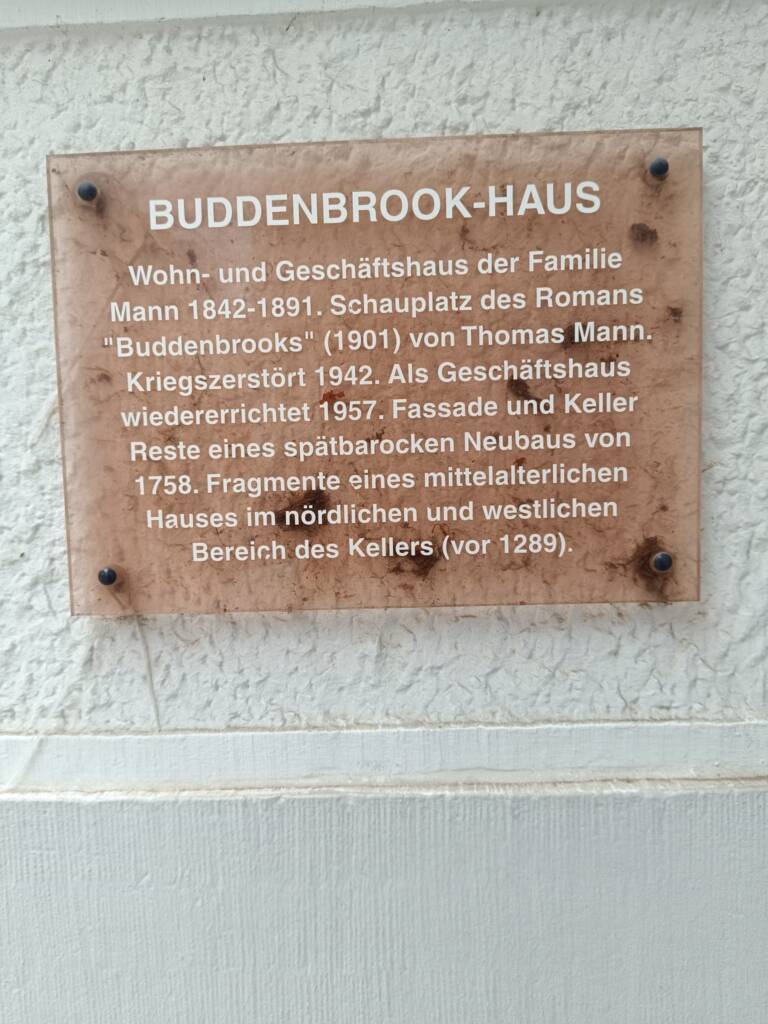 BUDDENBROOK-HAUS
Wohn- und Geschäftshaus der Familie
Mann 1842-1891. Schauplatz des Romans
"Buddenbrooks" (1901) von Thomas Mann.
Kriegszerstört 1942. Als Geschäftshaus
wiedererrichtet 1957. Fassade und Keller
Reste eines spätbarocken Neubaus von
1758. Fragmente eines mittelalterlichen
Hauses im nördlichen und westlichen
Bereich des Kellers (vor 1289).